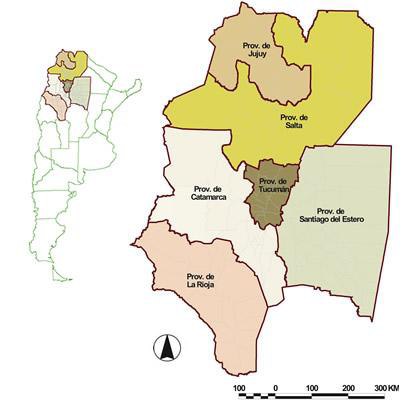 Prov. de
Jujuy
Prov. de
Salta
Prov. de
Catamarca
Prov. de
Tucumán
Prov. de
Santiago del Estero
Prov. de
La Rioja
100 0 100 200 300 KM